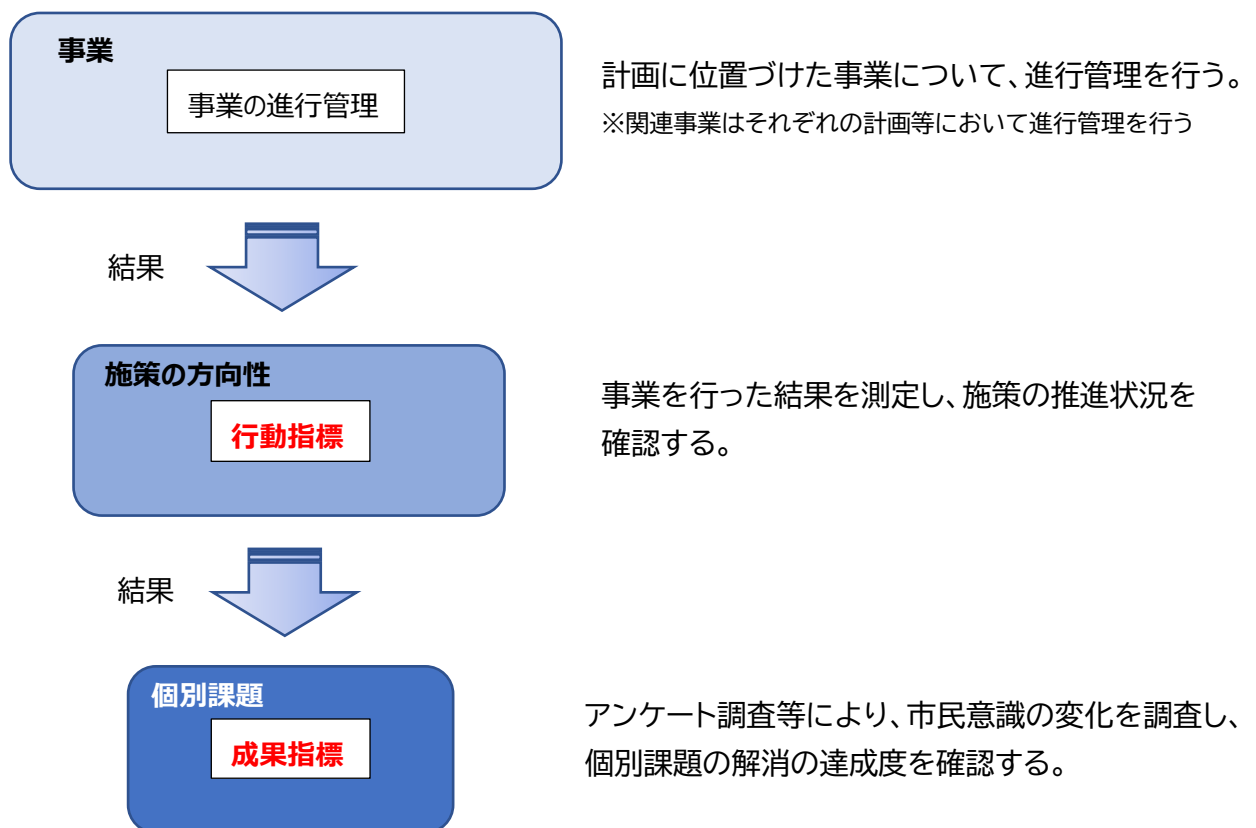 事業
事業の進行管理
計画に位置づけた事業について、進行管理を行う。
※関連事業はそれぞれの計画等において進行管理を行う
結果
施策の方向性
行動指標
事業を行った結果を測定し、施策の推進状況を
確認する。
結果
個別課題
成果指標
アンケート調査等により、市民意識の変化を調査し、
個別課題の解消の達成度を確認する。